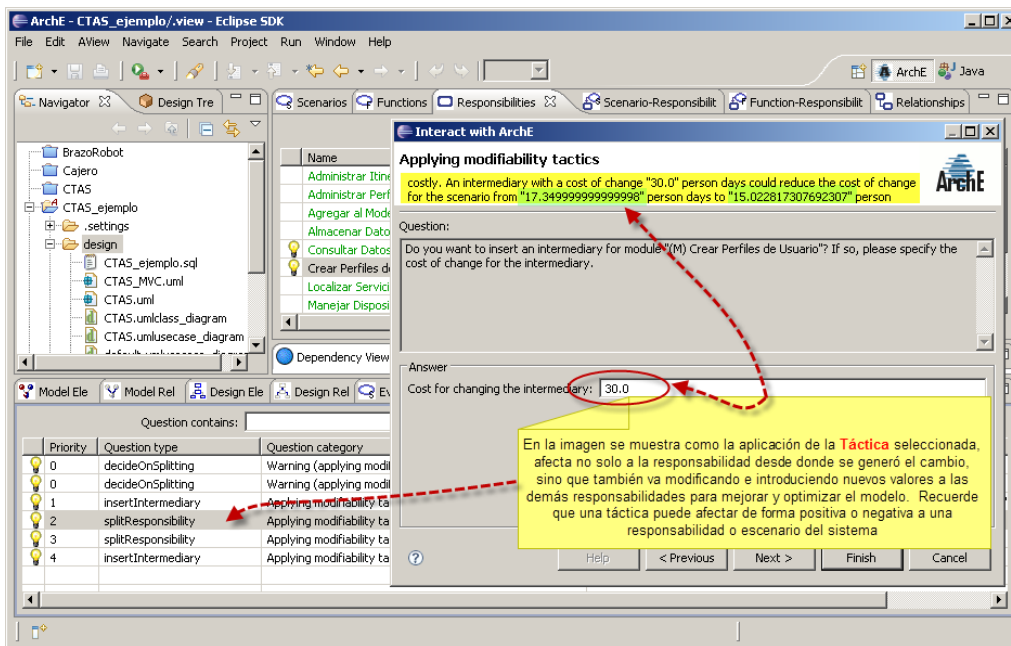 ArchE - CTAS_ejemplo/.view - Eclipse SDK
File Edit AView Navigate Search Project Run Window Help
ArchE Java
Navigator Design Tre
Scenarios Functions Responsibilities Scenario-Responsibilit Function-Responsibilit Relationships
BrazoRobot
Cajero
CTAS
CTAS_ejemplo
.settings
design
CTAS_ejemplo.sql
CTAS_MVC.uml
CTAS.uml
CTAS.umlclass_diagram
CTAS.umlusecase_diagram
Name
Administrar Itine
Administrar Perf
Agregar al Mode
Almacenar Dato
Consultar Datos
Crear Perfiles d
Localizar Servici
Manejar Disposi
Dependency View
Interact with ArchE
Applying modifiability tactics
costly. An intermediary with a cost of change "30.0" person days could reduce the cost of change
for the scenario from "17.349999999999998" person days to "15.022817307692307" person
ArchE
Question:
Do you want to insert an intermediary for module "(M) Crear Perfiles de Usuario"? If so, please specify the
cost of change for the intermediary.
Answer
Cost for changing the intermediary: 30.0
En la imagen se muestra como la aplicación de la Táctica seleccionada,
afecta no solo a la responsabilidad desde donde se generó el cambio,
sino que también va modificando e introduciendo nuevos valores a las
demás responsabilidades para mejorar y optimizar el modelo. Recuerde
que una táctica puede afectar de forma positiva o negativa a una
responsabilidad o escenario del sistema
Help < Previous Next > Finish Cancel
Model Ele Model Rel Design Ele Design Rel Ev
Question contains:
Priority Question type Question category
0 decideOnSplitting Warning (applying modif
0 decideOnSplitting Warning (applying modif
1 insertIntermediary Applying modifiability ta
2 splitResponsibility Applying modifiability ta
3 splitResponsibility Applying modifiability ta
4 insertIntermediary Applying modifiability ta